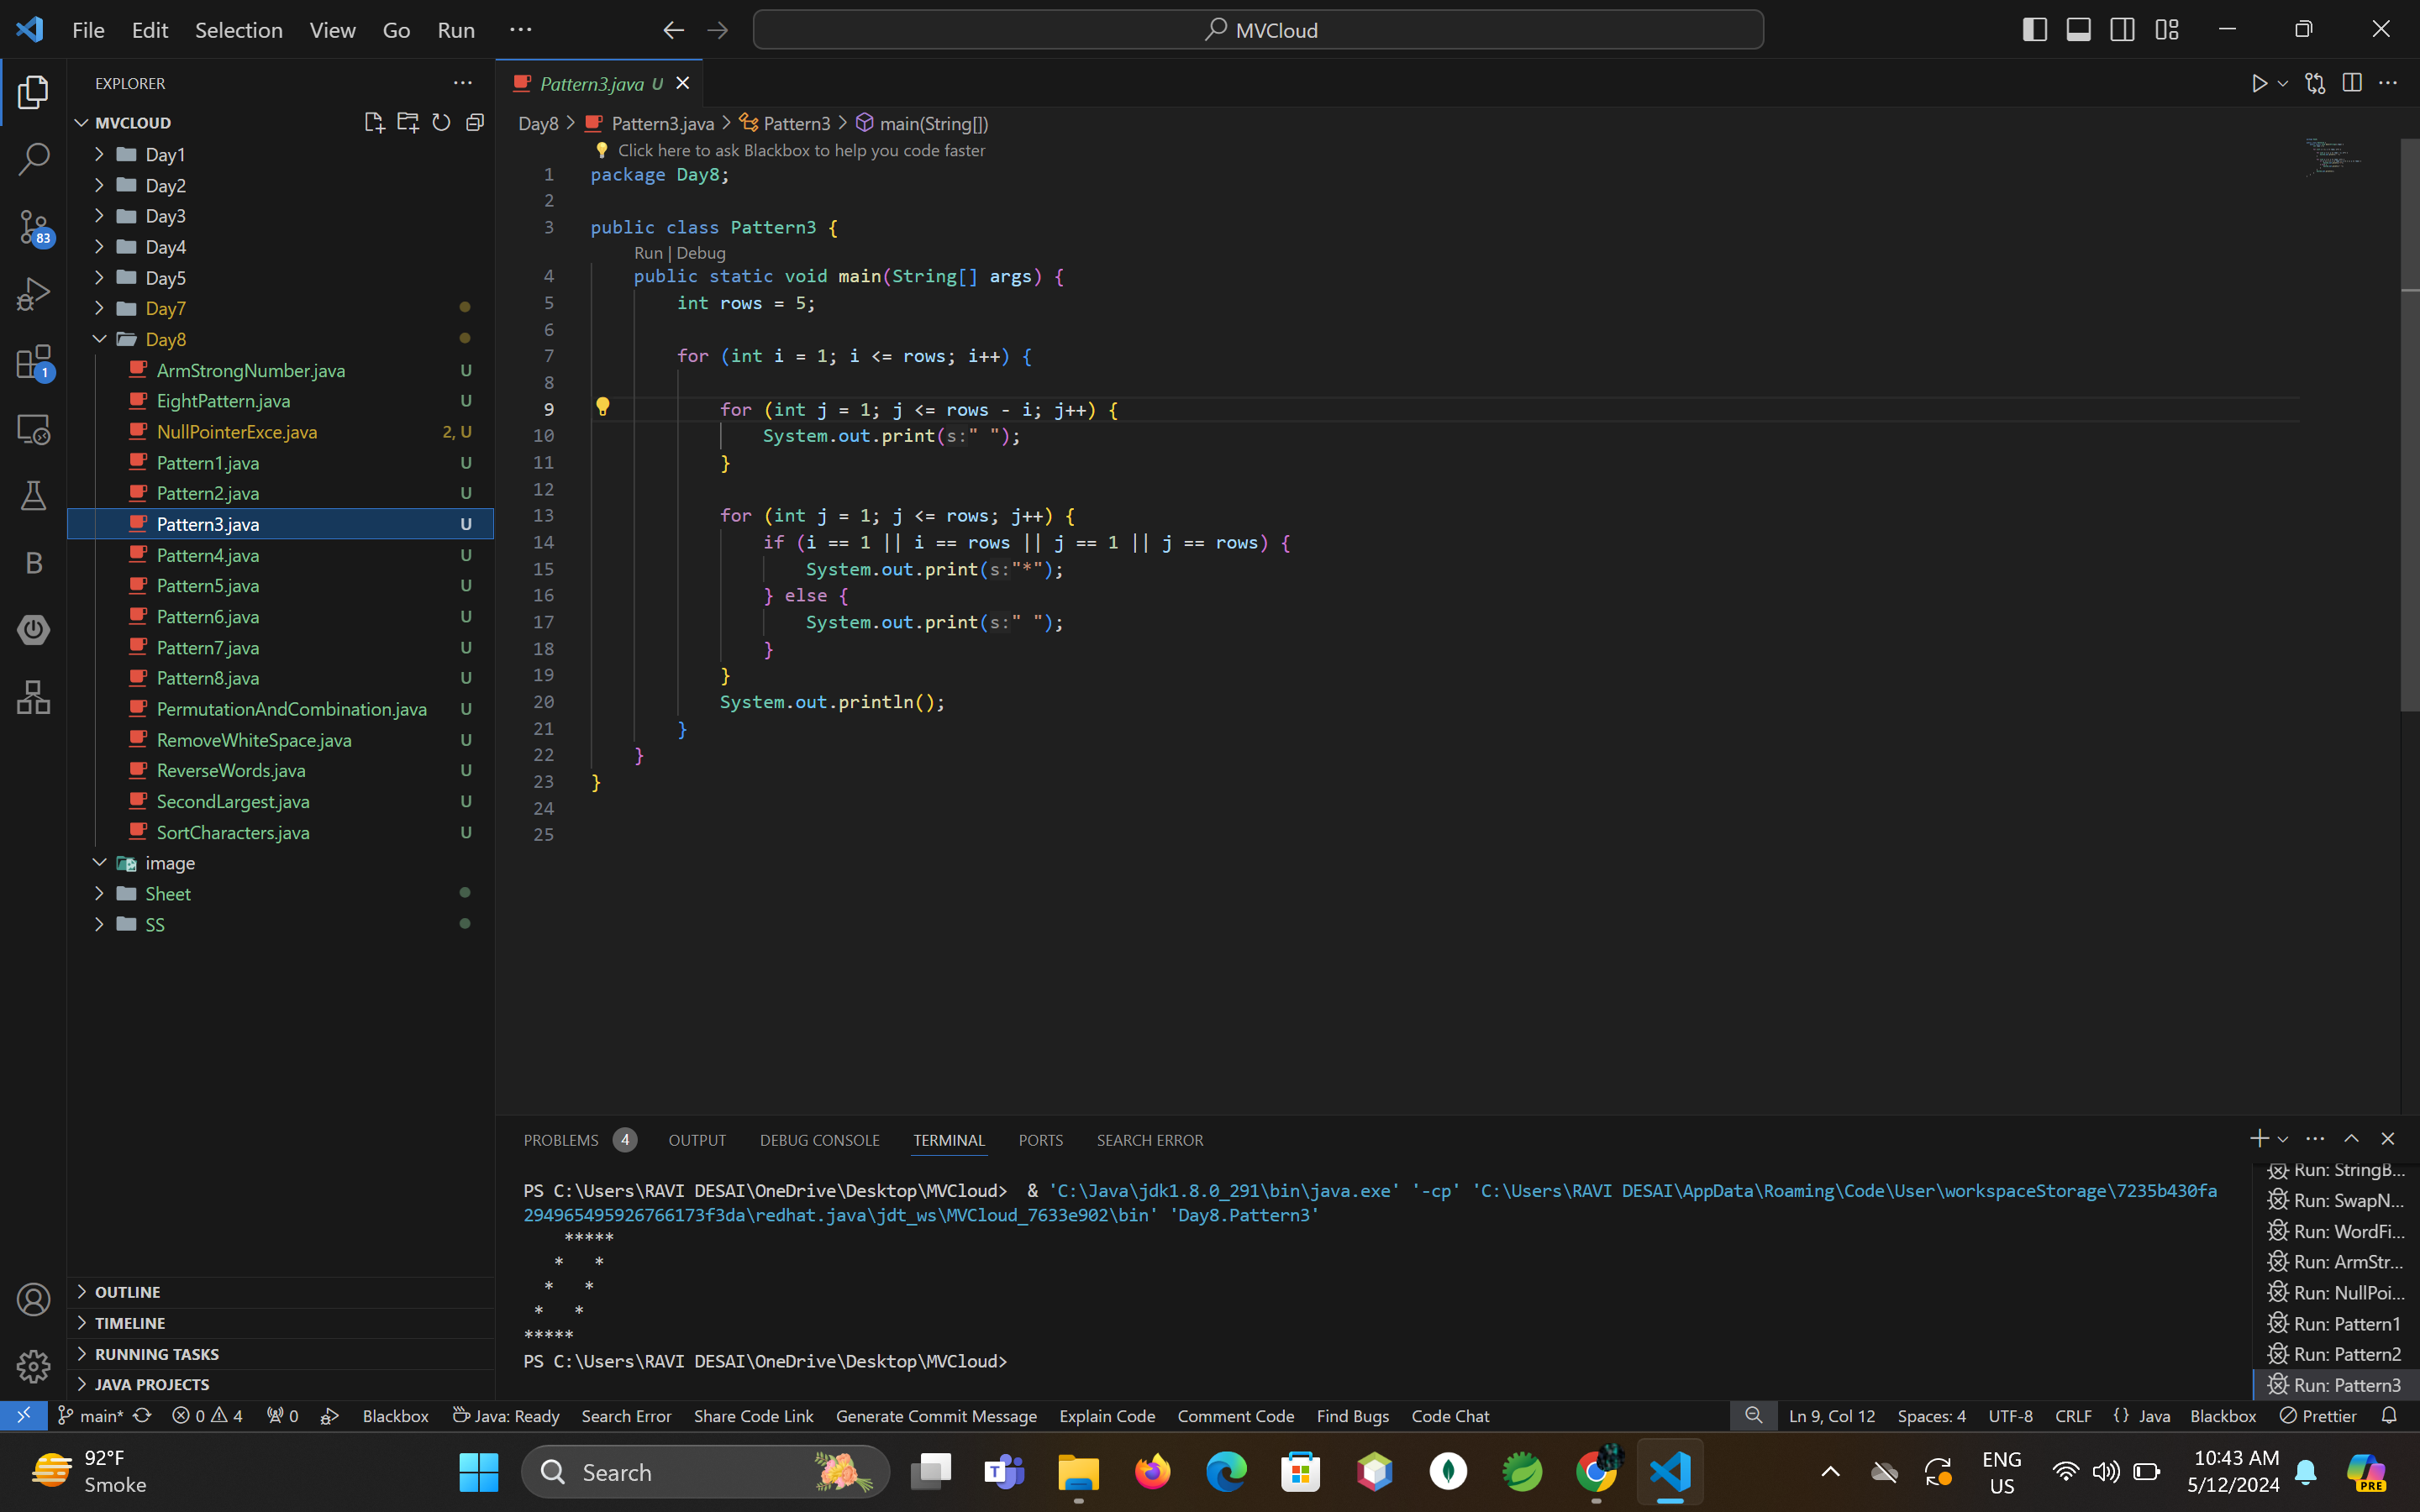 File Edit Selection View Go Run ···
MVCloud
EXPLORER
MVCLOUD
Day1
Day2
Day3
Day4
Day5
Day7
Day8
ArmStrongNumber.java U
EightPattern.java U
NullPointerExce.java 2, U
Pattern1.java U
Pattern2.java U
Pattern3.java U
Pattern4.java U
Pattern5.java U
Pattern6.java U
Pattern7.java U
Pattern8.java U
PermutationAndCombination.java U
RemoveWhiteSpace.java U
ReverseWords.java U
SecondLargest.java U
SortCharacters.java U
image
Sheet
SS
OUTLINE
TIMELINE
RUNNING TASKS
JAVA PROJECTS
83
1
B
Pattern3.java U
Day8 > Pattern3.java > Pattern3 > main(String[])
Click here to ask Blackbox to help you code faster
1 package Day8;
2
3 public class Pattern3 {
Run | Debug
4 public static void main(String[] args) {
5 int rows = 5;
6
7 for (int i = 1; i <= rows; i++) {
8
9 for (int j = 1; j <= rows - i; j++) {
10 System.out.print(s:" ");
11 }
12
13 for (int j = 1; j <= rows; j++) {
14 if (i == 1 || i == rows || j == 1 || j == rows) {
15 System.out.print(s:"*");
16 } else {
17 System.out.print(s:" ");
18 }
19 }
20 System.out.println();
21 }
22 }
23 }
24
25
PROBLEMS 4 OUTPUT DEBUG CONSOLE TERMINAL PORTS SEARCH ERROR
PS C:\Users\RAVI DESAI\OneDrive\Desktop\MVCloud> & 'C:\Java\jdk1.8.0_291\bin\java.exe' '-cp' 'C:\Users\RAVI DESAI\AppData\Roaming\Code\User\workspaceStorage\7235b430fa
294965495926766173f3da\redhat.java\jdt_ws\MVCloud_7633e902\bin' 'Day8.Pattern3'
    *****
   *   *
  *   *
 *   *
*****
PS C:\Users\RAVI DESAI\OneDrive\Desktop\MVCloud>
Run: StringB...
Run: SwapN...
Run: WordFi...
Run: ArmStr...
Run: NullPoi...
Run: Pattern1
Run: Pattern2
Run: Pattern3
main* 0 4 0 Blackbox Java: Ready Search Error Share Code Link Generate Commit Message Explain Code Comment Code Find Bugs Code Chat Ln 9, Col 12 Spaces: 4 UTF-8 CRLF {} Java Blackbox Prettier
92°F
Smoke
Search
ENG
US
10:43 AM
5/12/2024
PRE